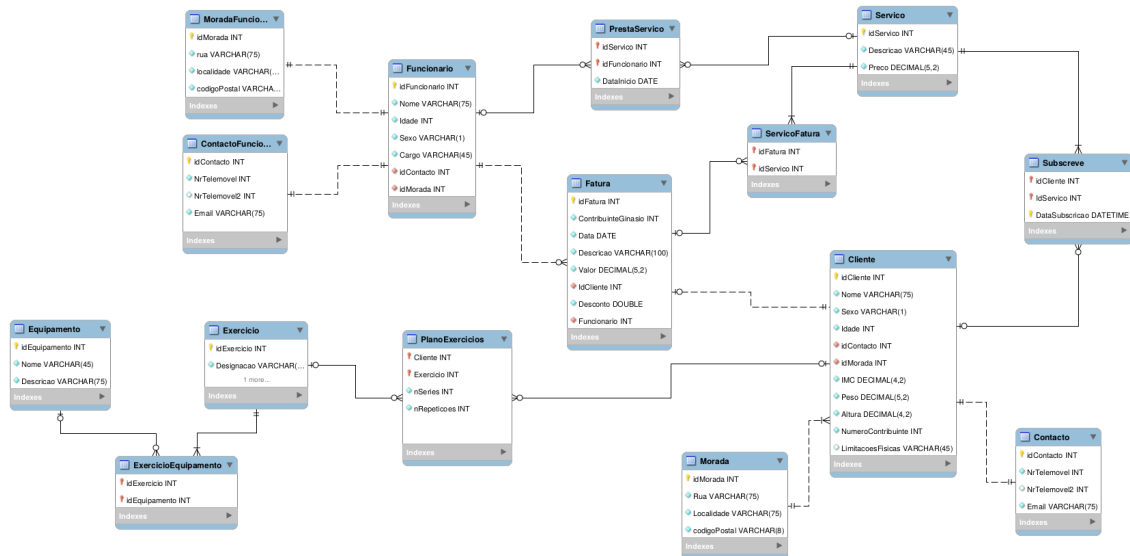 MoradaFuncio...
idMorada INT
rua VARCHAR(75)
localidade VARCHAR(...
codigoPostal VARCHA...
Indexes
ContactoFuncio...
idContacto INT
NrTelemovel INT
NrTelemovel2 INT
Email VARCHAR(75)
Indexes
Funcionario
idFuncionario INT
Nome VARCHAR(75)
Idade INT
Sexo VARCHAR(1)
Cargo VARCHAR(45)
idContacto INT
idMorada INT
Indexes
PrestaServico
idServico INT
idFuncionario INT
DataInicio DATE
Indexes
Servico
idServico INT
Descricao VARCHAR(45)
Preco DECIMAL(5,2)
Indexes
ServicoFatura
idFatura INT
idServico INT
Indexes
Subscreve
idCliente INT
IdServico INT
DataSubscricao DATETIME
Indexes
Fatura
idFatura INT
ContribuinteGinasio INT
Data DATE
Descricao VARCHAR(100)
Valor DECIMAL(5,2)
IdCliente INT
Desconto DOUBLE
Funcionario INT
Indexes
Cliente
idCliente INT
Nome VARCHAR(75)
Sexo VARCHAR(1)
Idade INT
idContacto INT
idMorada INT
IMC DECIMAL(4,2)
Peso DECIMAL(5,2)
Altura DECIMAL(4,2)
NumeroContribuinte INT
LimitacoesFisicas VARCHAR(45)
Indexes
Equipamento
idEquipamento INT
Nome VARCHAR(45)
Descricao VARCHAR(75)
Indexes
Exercicio
idExercicio INT
Designacao VARCHAR(...
1 more...
Indexes
PlanoExercicios
Cliente INT
Exercicio INT
nSeries INT
nRepeticoes INT
Indexes
ExercicioEquipamento
idExercicio INT
idEquipamento INT
Indexes
Morada
idMorada INT
Rua VARCHAR(75)
Localidade VARCHAR(75)
codigoPostal VARCHAR(8)
Indexes
Contacto
idContacto INT
NrTelemovel INT
NrTelemovel2 INT
Email VARCHAR(75)
Indexes